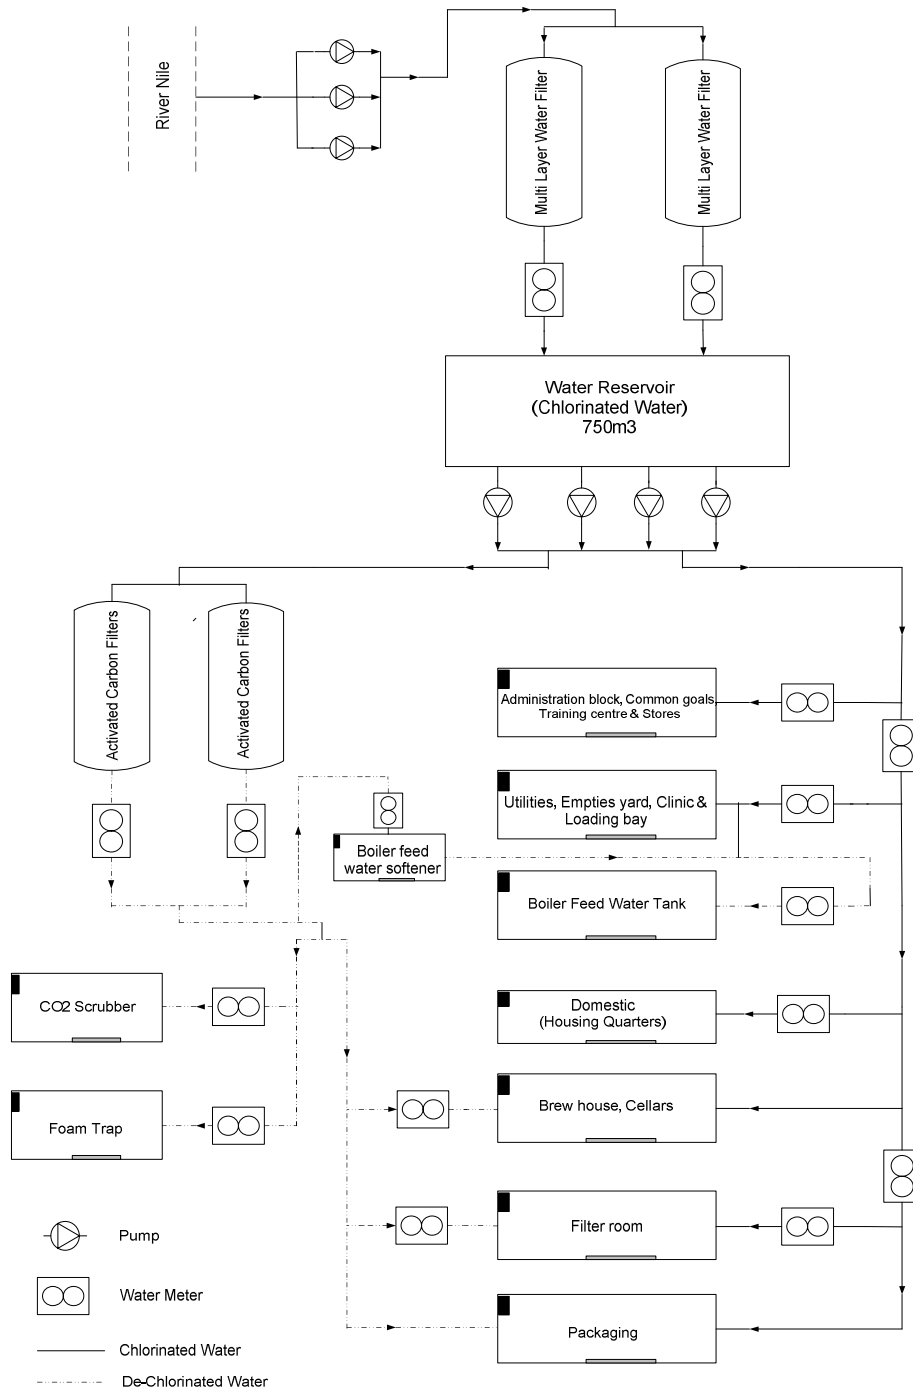 River Nile
Multi Layer Water Filter
Multi Layer Water Filter
Water Reservoir
(Chlorinated Water)
750m3
Activated Carbon Filters
Activated Carbon Filters
Administration block, Common goals,
Training centre & Stores
Utilities, Empties yard, Clinic &
Loading bay
Boiler feed
water softener
Boiler Feed Water Tank
CO2 Scrubber
Domestic
(Housing Quarters)
Brew house, Cellars
Foam Trap
Filter room
Packaging
Pump
Water Meter
Chlorinated Water
De-Chlorinated Water